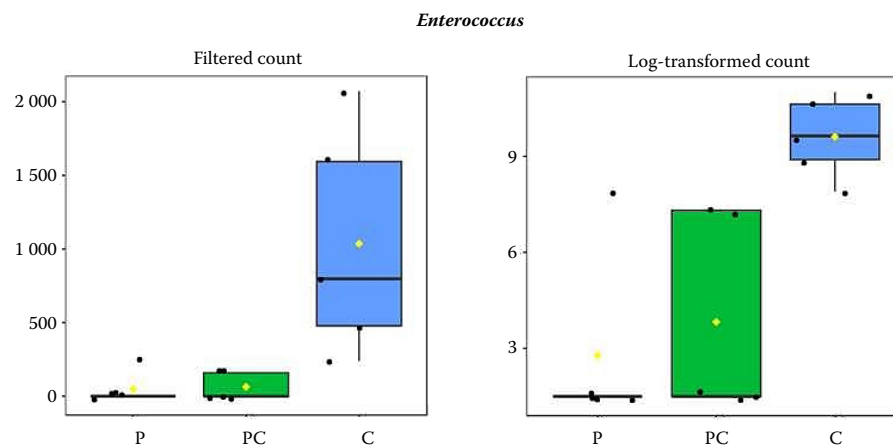 Enterococcus
Filtered count
2 000
1 500
1 000
500
0
P PC C
Log-transformed count
9
6
3
P PC C